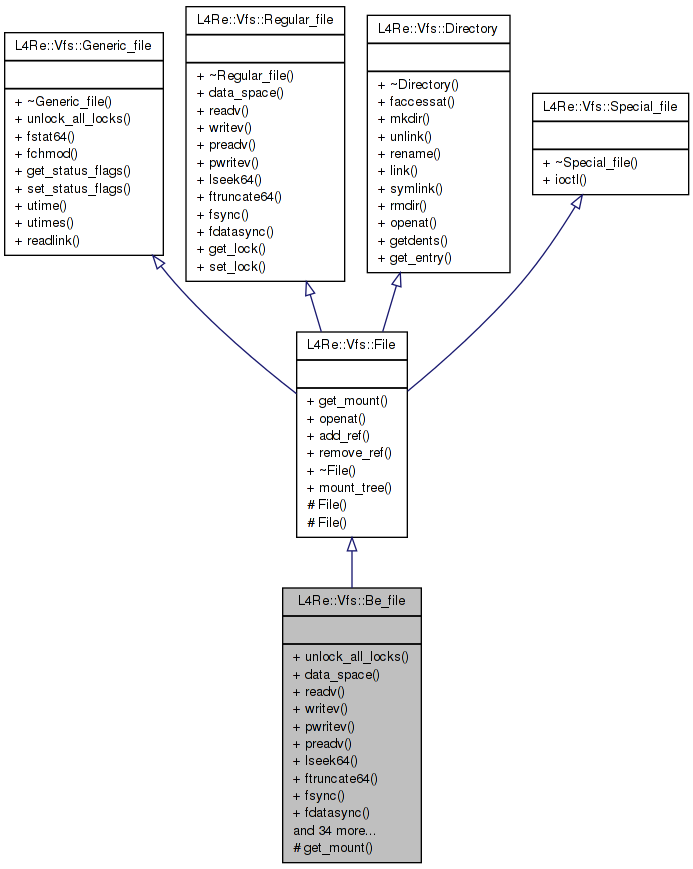 L4Re::Vfs::Generic_file
+ ~Generic_file()
+ unlock_all_locks()
+ fstat64()
+ fchmod()
+ get_status_flags()
+ set_status_flags()
+ utime()
+ utimes()
+ readlink()
L4Re::Vfs::Regular_file
+ ~Regular_file()
+ data_space()
+ readv()
+ writev()
+ preadv()
+ pwritev()
+ lseek64()
+ ftruncate64()
+ fsync()
+ fdatasync()
+ get_lock()
+ set_lock()
L4Re::Vfs::Directory
+ ~Directory()
+ faccessat()
+ mkdir()
+ unlink()
+ rename()
+ link()
+ symlink()
+ rmdir()
+ openat()
+ getdents()
+ get_entry()
L4Re::Vfs::Special_file
+ ~Special_file()
+ ioctl()
L4Re::Vfs::File
+ get_mount()
+ openat()
+ add_ref()
+ remove_ref()
+ ~File()
+ mount_tree()
# File()
# File()
L4Re::Vfs::Be_file
+ unlock_all_locks()
+ data_space()
+ readv()
+ writev()
+ pwritev()
+ preadv()
+ lseek64()
+ ftruncate64()
+ fsync()
+ fdatasync()
and 34 more...
# get_mount()